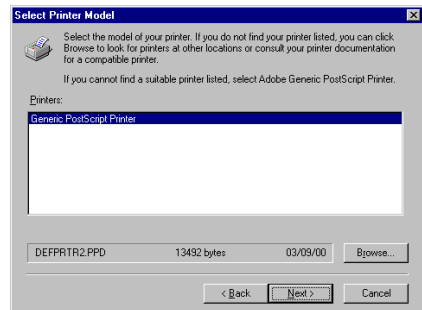 Select Printer Model
Select the model of your printer. If you do not find your printer listed, you can click
Browse to look for printers at other locations or consult your printer documentation
for a compatible printer.
If you cannot find a suitable printer listed, select Adobe Generic PostScript Printer.
Printers:
Generic PostScript Printer
DEFPRTR2.PPD 13492 bytes 03/09/00 Browse...
< Back Next > Cancel